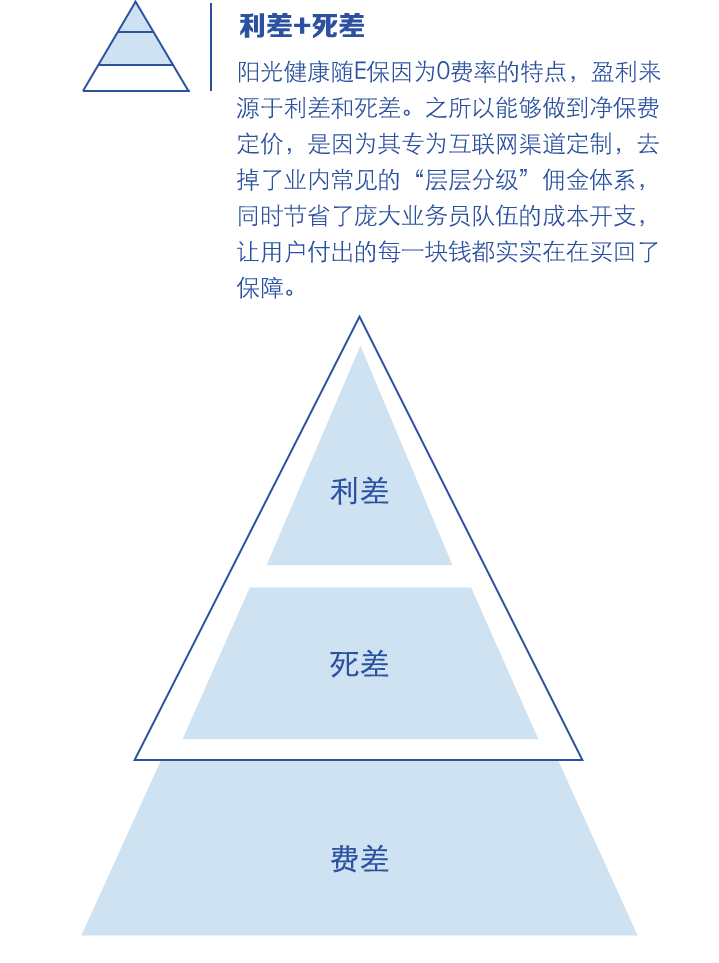 利差+死差
阳光健康随E保因为0费率的特点，盈利来
源于利差和死差。之所以能够做到净保费
定价，是因为其专为互联网渠道定制，去
掉了业内常见的“层层分级”佣金体系，
同时节省了庞大业务员队伍的成本开支，
让用户付出的每一块钱都实实在在买回了
保障。
利差
死差
费差